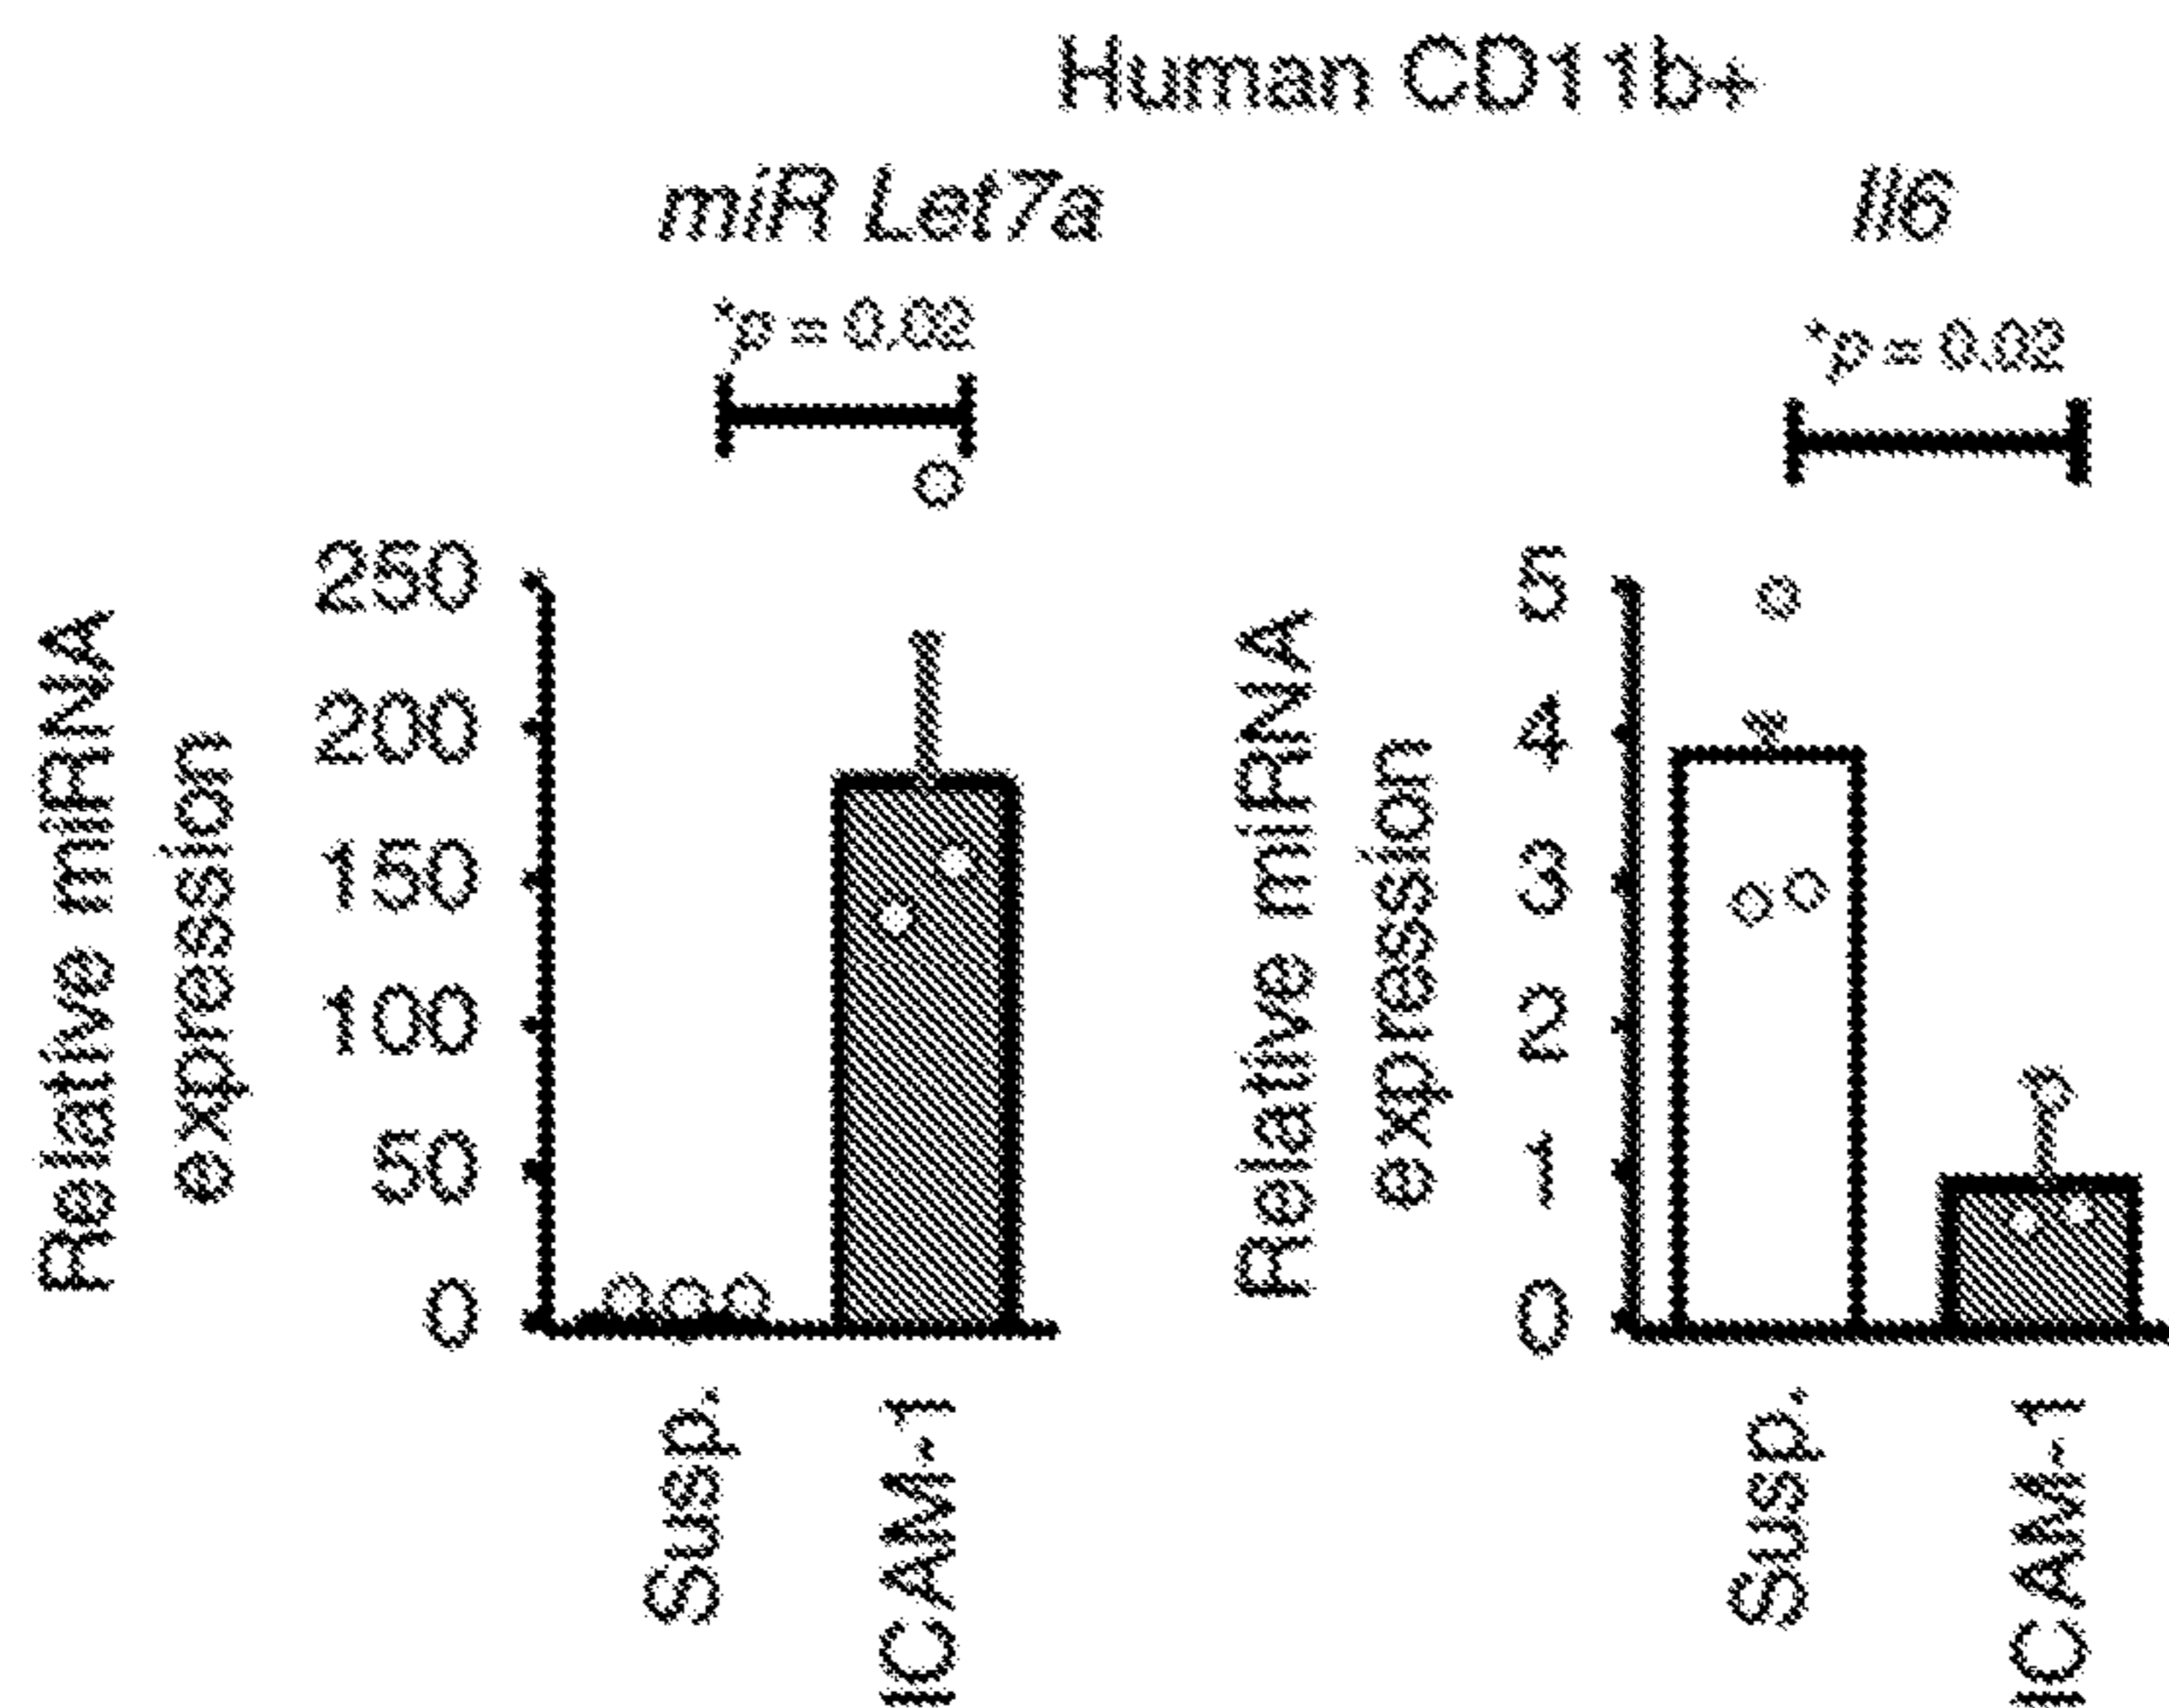 Human CD11b+
miR Let7a
*p = 0.02
Relative miRNA
expression
250
200
150
100
50
0
Susp.
ICAM-1
Il6
*p = 0.02
Relative miRNA
expression
5
4
3
2
1
0
Susp.
ICAM-1